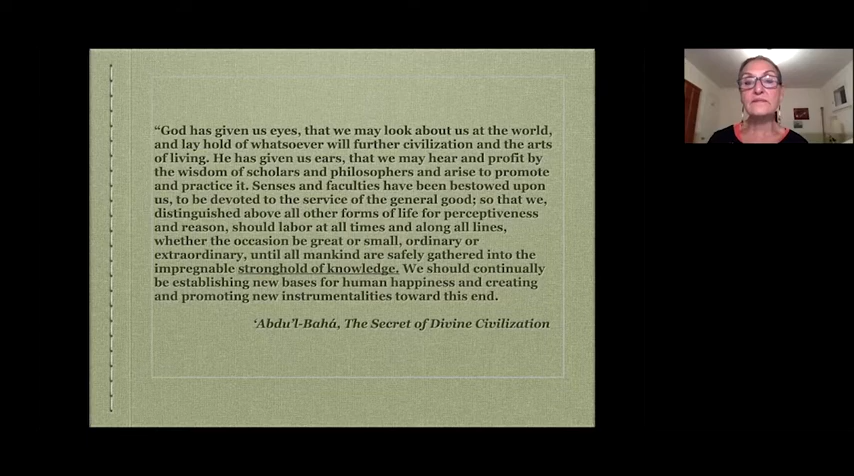 “God has given us eyes, that we may look about us at the world,
and lay hold of whatsoever will further civilization and the arts
of living. He has given us ears, that we may hear and profit by
the wisdom of scholars and philosophers and arise to promote
and practice it. Senses and faculties have been bestowed upon
us, to be devoted to the service of the general good; so that we,
distinguished above all other forms of life for perceptiveness
and reason, should labor at all times and along all lines,
whether the occasion be great or small, ordinary or
extraordinary, until all mankind are safely gathered into the
impregnable stronghold of knowledge. We should continually
be establishing new bases for human happiness and creating
and promoting new instrumentalities toward this end.
‘Abdu’l-Bahá, The Secret of Divine Civilization